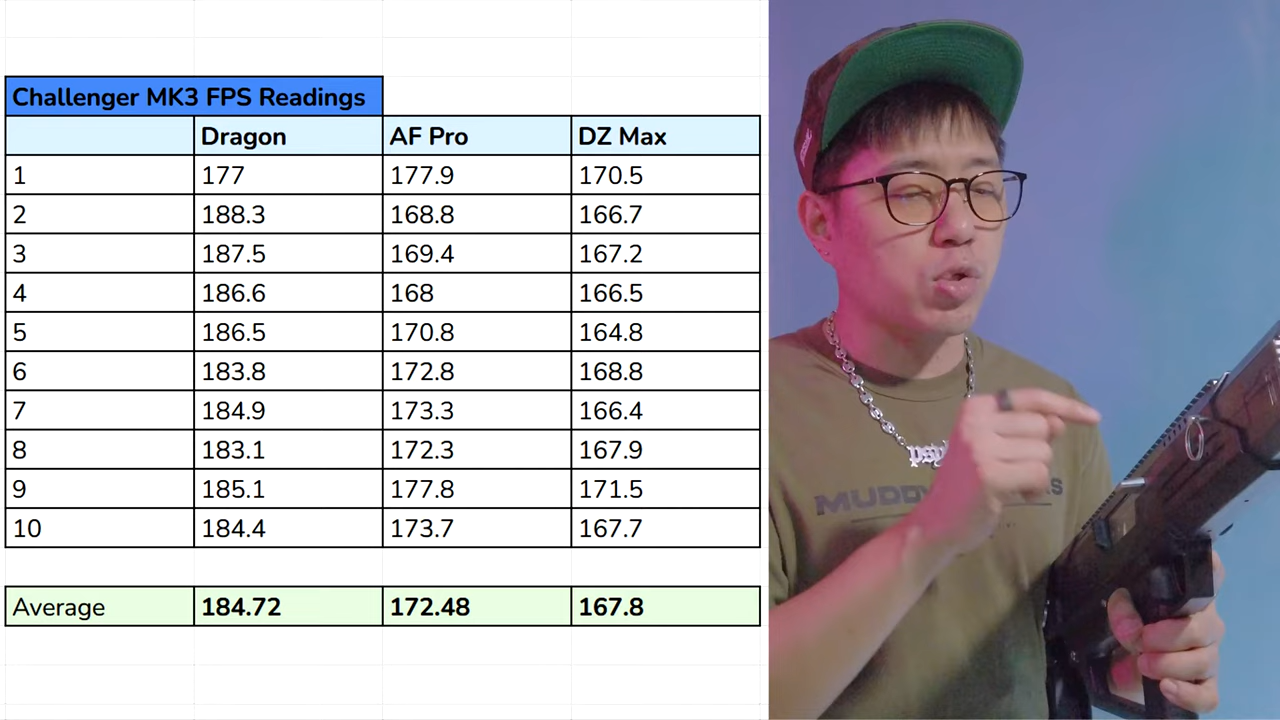 Challenger MK3 FPS Readings
Dragon AF Pro DZ Max
1 177 177.9 170.5
2 188.3 168.8 166.7
3 187.5 169.4 167.2
4 186.6 168 166.5
5 186.5 170.8 164.8
6 183.8 172.8 168.8
7 184.9 173.3 166.4
8 183.1 172.3 167.9
9 185.1 177.8 171.5
10 184.4 173.7 167.7
Average 184.72 172.48 167.8